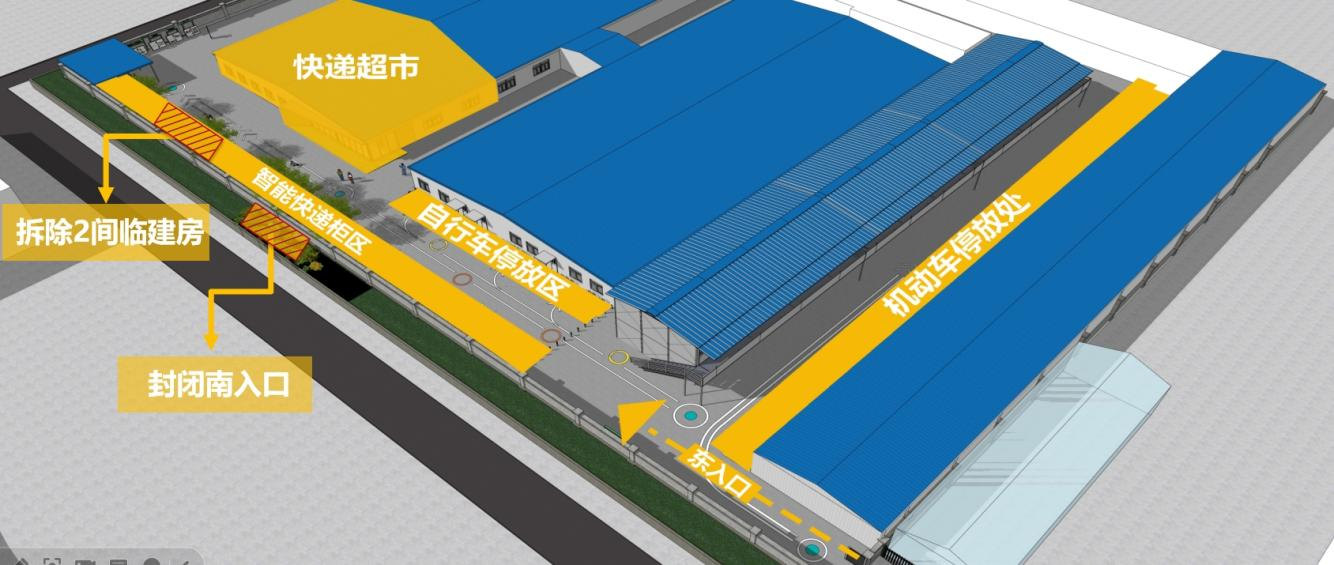 快递超市
智能快递柜区
自行车停放区
机动车停放处
拆除2间临建房
封闭南入口
东入口